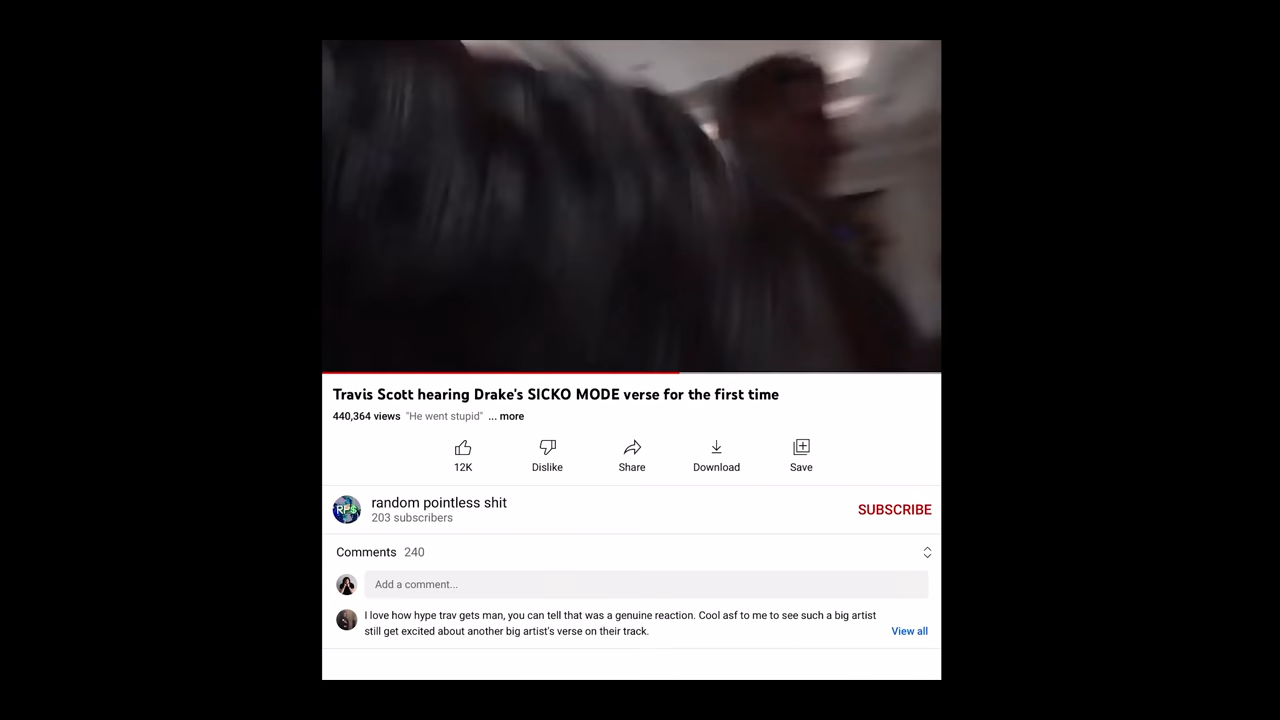 Travis Scott hearing Drake's SICKO MODE verse for the first time
440,364 views "He went stupid" ... more
12K Dislike Share Download Save
RPS
random pointless shit
203 subscribers
SUBSCRIBE
Comments 240
Add a comment...
I love how hype trav gets man, you can tell that was a genuine reaction. Cool asf to me to see such a big artist
still get excited about another big artist's verse on their track.
View all